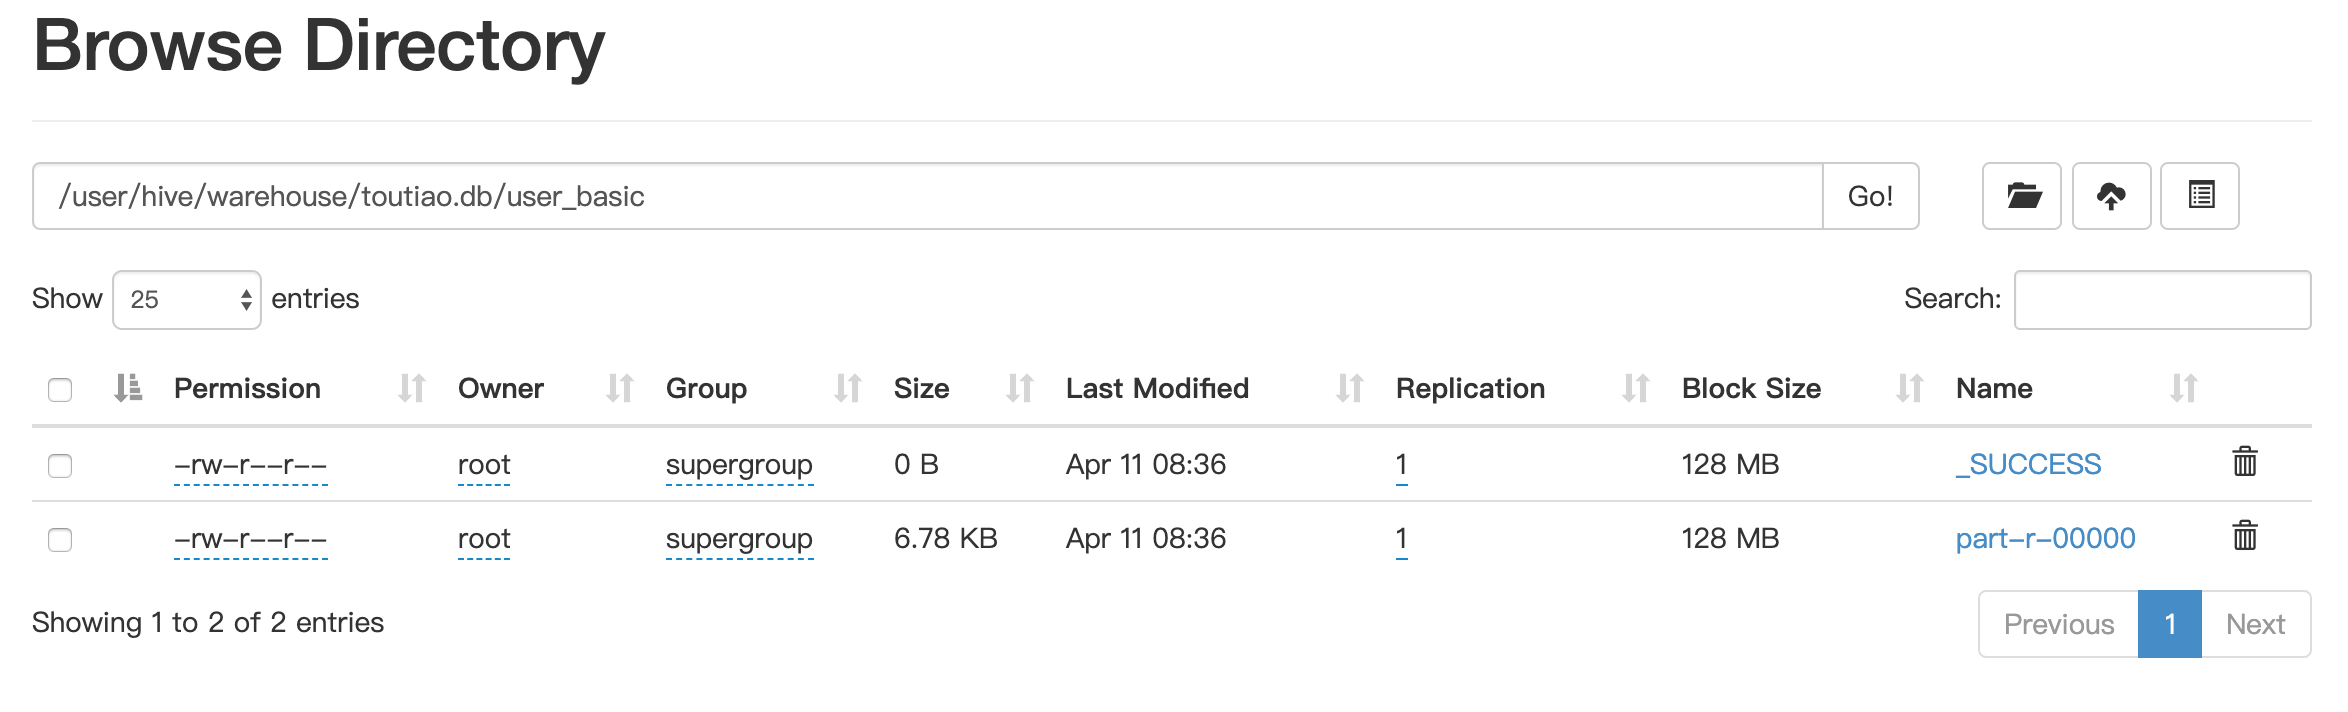 Browse Directory
/user/hive/warehouse/toutiao.db/user_basic Go!
Show 25 entries Search:
Permission Owner Group Size Last Modified Replication Block Size Name
-rw-r--r-- root supergroup 0 B Apr 11 08:36 1 128 MB _SUCCESS
-rw-r--r-- root supergroup 6.78 KB Apr 11 08:36 1 128 MB part-r-00000
Showing 1 to 2 of 2 entries Previous 1 Next